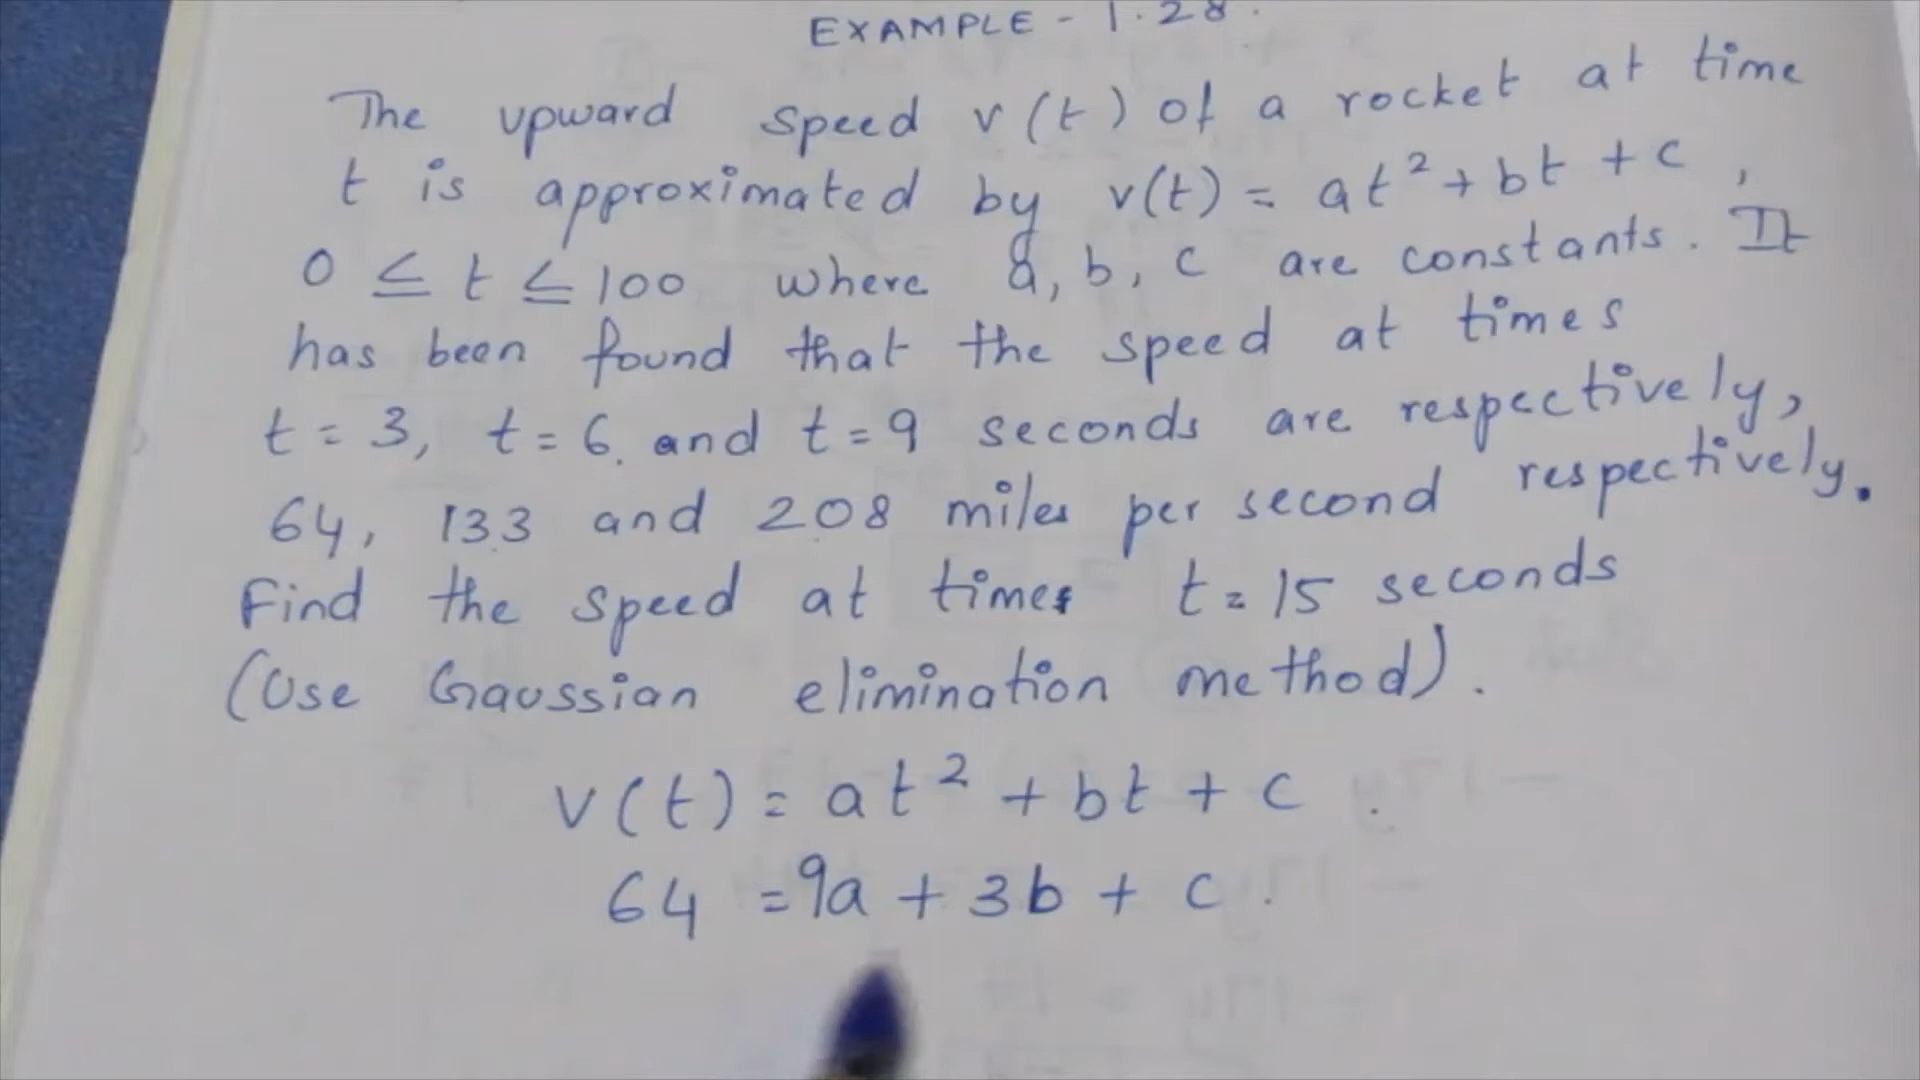 EXAMPLE - 1.28.
The upward speed v(t) of a rocket at time
t is approximated by v(t) = at² + bt + c,
0 ≤ t ≤ 100 where a, b, c are constants. It
has been found that the speed at times
t = 3, t = 6. and t = 9 seconds are respectively,
64, 133 and 208 miles per second respectively.
Find the speed at times t = 15 seconds
(Use Gaussian elimination method).
v(t) = at² + bt + c.
64 = 9a + 3b + c.